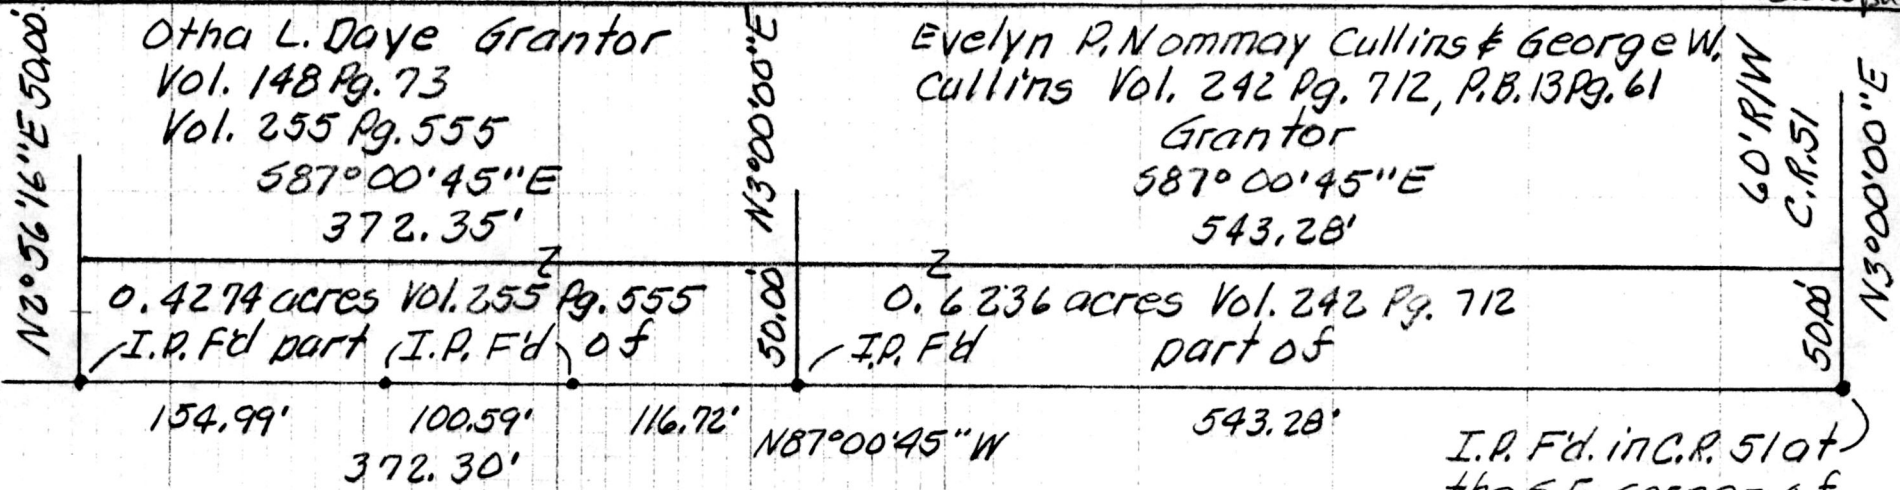 N2°56'16"E 50.00'
Otha L. Daye Grantor
Vol. 148 Pg. 73
Vol. 255 Pg. 555
S87°00'45"E
372.35'
N3°00'00"E
50.00'
Evelyn P. Nommay Cullins & George W.
Cullins Vol. 242 Pg. 712, P.B. 13 Pg. 61
Grantor
S87°00'45"E
543.28'
60' R/W
C.R. 51
N3°00'00"E
50.00'
Z
Z
0.4274 acres Vol. 255 Pg. 555
I.P. F'd part I.P. F'd of
0.6236 acres Vol. 242 Pg. 712
I.P. F'd part of
154.99' 100.59' 116.72'
372.30'
N87°00'45"W
543.28'
I.P. F'd. in C.R. 51 at
the S.E. corner of